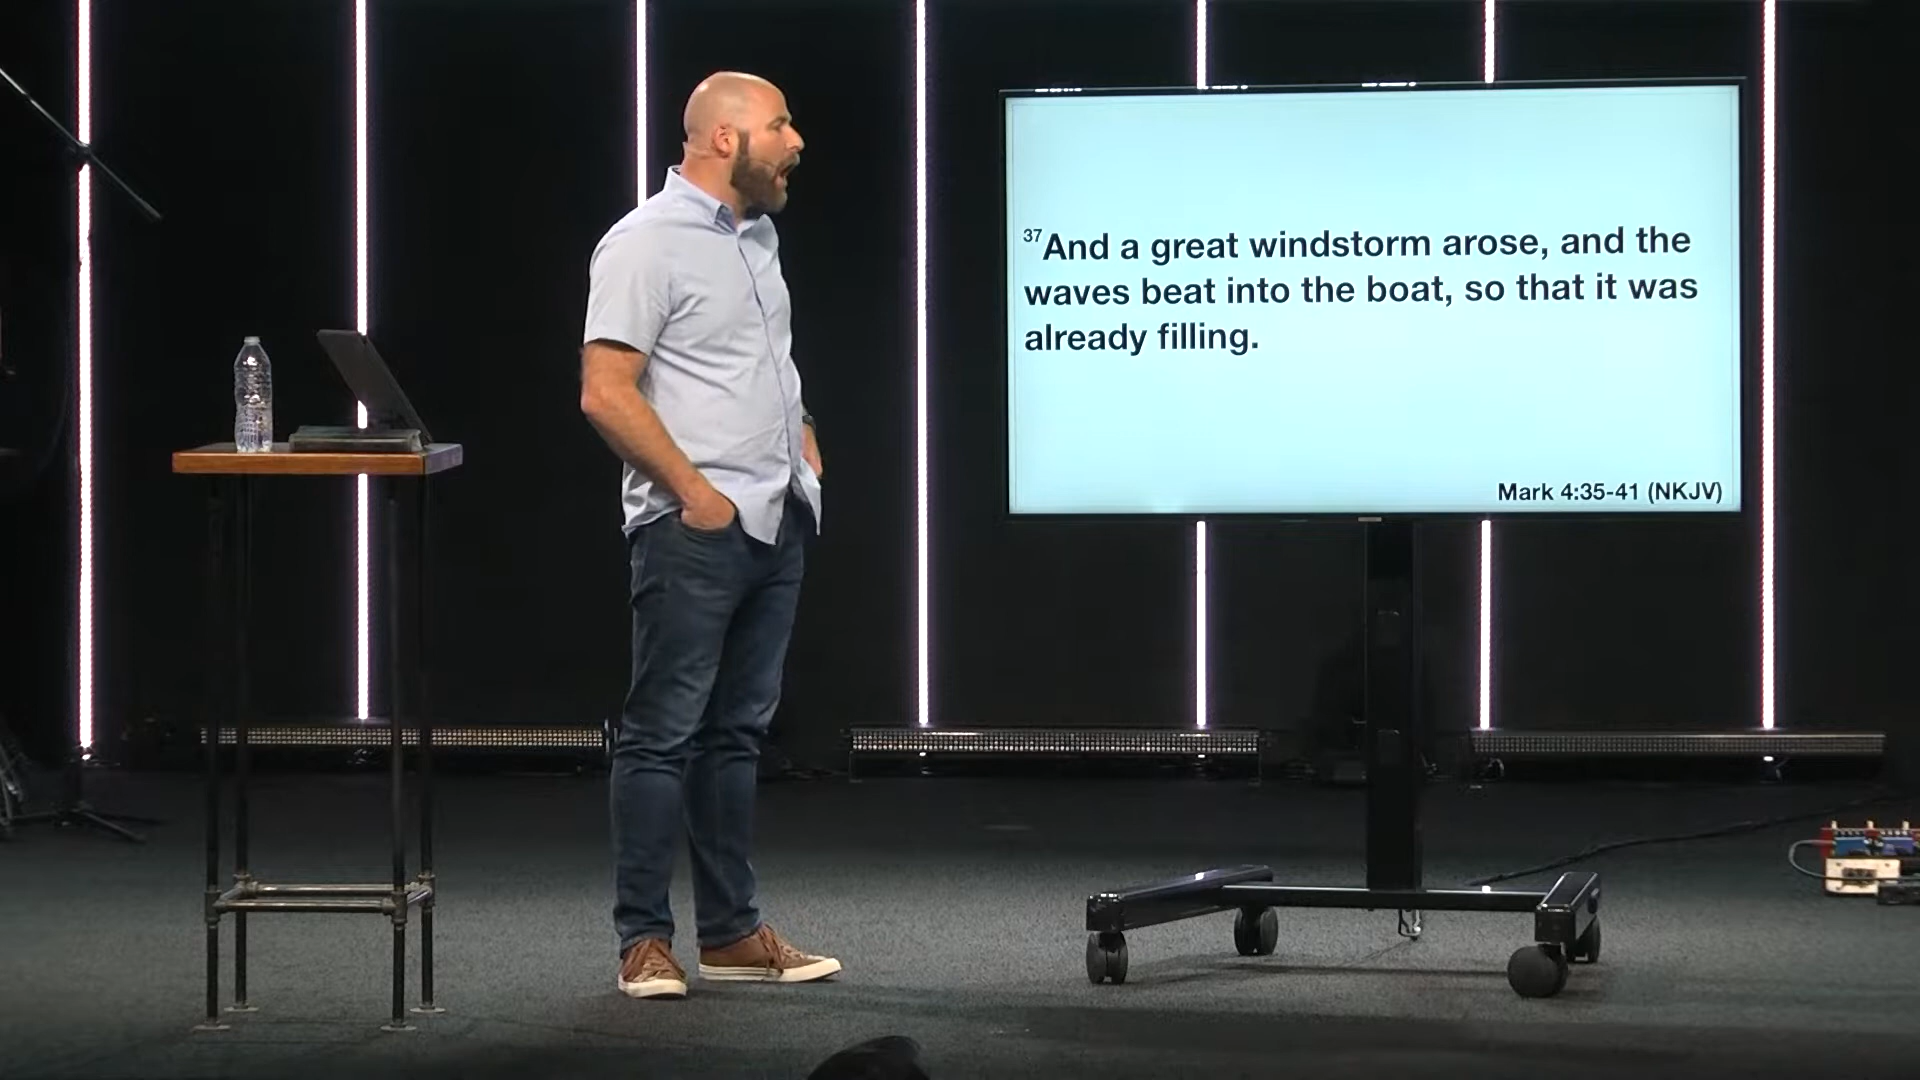 ³⁷And a great windstorm arose, and the
waves beat into the boat, so that it was
already filling.
Mark 4:35-41 (NKJV)